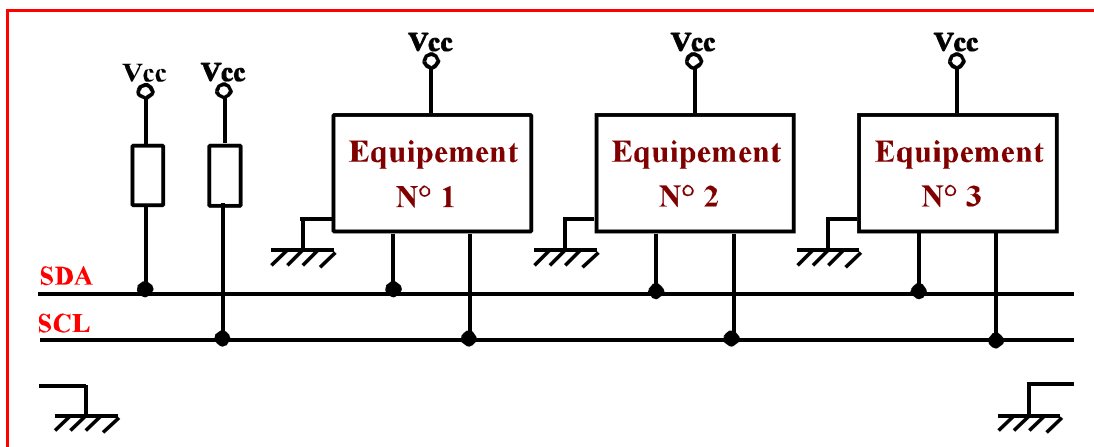 Vcc
Vcc
Vcc
Vcc
Vcc
Equipement
N° 1
Equipement
N° 2
Equipement
N° 3
SDA
SCL